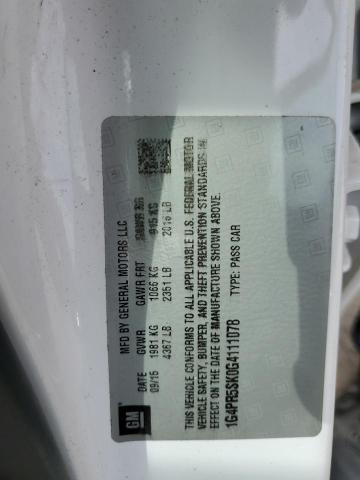 GM
MFD BY GENERAL MOTORS LLC
DATE GVWR GAWR FRT GAWR RR
09/15 1981 KG 1066 KG 915 KG
4367 LB 2351 LB 2018 LB
THIS VEHICLE CONFORMS TO ALL APPLICABLE U.S. FEDERAL MOTOR
VEHICLE SAFETY, BUMPER, AND THEFT PREVENTION STANDARDS IN
EFFECT ON THE DATE OF MANUFACTURE SHOWN ABOVE.
1G4PR5SK0G4111078 TYPE: PASS CAR